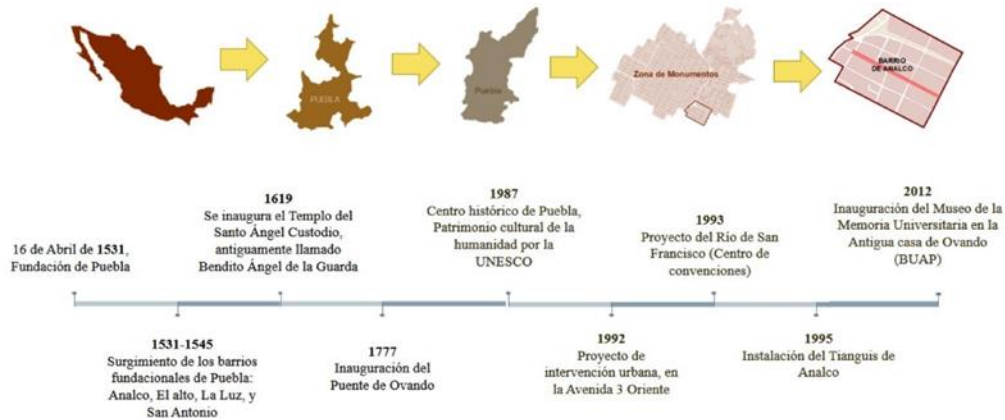 PUEBLA
Puebla
Zona de Monumentos
BARRIO
DE ANALCO
16 de Abril de 1531,
Fundación de Puebla
1531-1545
Surgimiento de los barrios
fundacionales de Puebla:
Analco, El alto, La Luz, y
San Antonio
1619
Se inaugura el Templo del
Santo Ángel Custodio,
antiguamente llamado
Bendito Ángel de la Guarda
1777
Inauguración del
Puente de Ovando
1987
Centro histórico de Puebla,
Patrimonio cultural de la
humanidad por la
UNESCO
1992
Proyecto de
intervención urbana, en
la Avenida 3 Oriente
1993
Proyecto del Río de San
Francisco (Centro de
convenciones)
1995
Instalación del Tianguis de
Analco
2012
Inauguración del Museo de la
Memoria Universitaria en la
Antigua casa de Ovando
(BUAP)